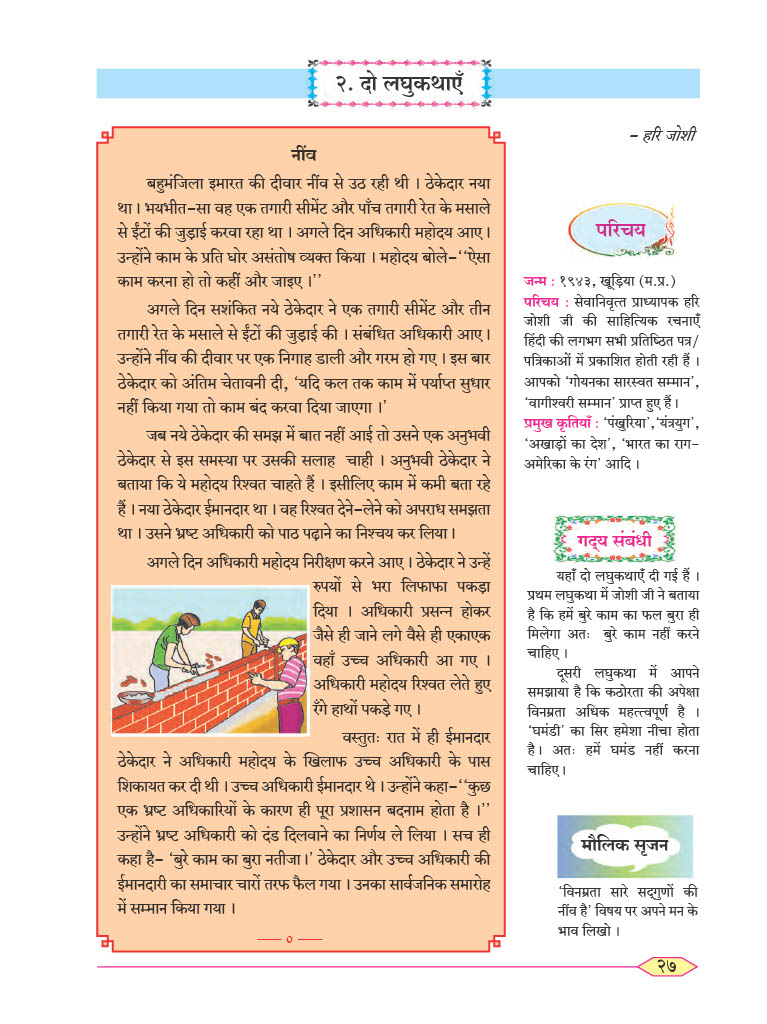 २. दो लघुकथाएँ
– हरि जोशी
नींव
बहुमंजिला इमारत की दीवार नींव से उठ रही थी । ठेकेदार नया
था । भयभीत-सा वह एक तगारी सीमेंट और पाँच तगारी रेत के मसाले
से ईंटों की जुड़ाई करवा रहा था । अगले दिन अधिकारी महोदय आए ।
उन्होंने काम के प्रति घोर असंतोष व्यक्त किया । महोदय बोले-‘‘ऐसा
काम करना हो तो कहीं और जाइए ।’’
अगले दिन सशंकित नये ठेकेदार ने एक तगारी सीमेंट और तीन
तगारी रेत के मसाले से ईंटों की जुड़ाई की । संबंधित अधिकारी आए ।
उन्होंने नींव की दीवार पर एक निगाह डाली और गरम हो गए । इस बार
ठेकेदार को अंतिम चेतावनी दी, ‘यदि कल तक काम में पर्याप्त सुधार
नहीं किया गया तो काम बंद करवा दिया जाएगा ।’
जब नये ठेकेदार की समझ में बात नहीं आई तो उसने एक अनुभवी
ठेकेदार से इस समस्या पर उसकी सलाह चाही । अनुभवी ठेकेदार ने
बताया कि ये महोदय रिश्वत चाहते हैं । इसीलिए काम में कमी बता रहे
हैं । नया ठेकेदार ईमानदार था । वह रिश्वत देने-लेने को अपराध समझता
था । उसने भ्रष्ट अधिकारी को पाठ पढ़ाने का निश्चय कर लिया ।
अगले दिन अधिकारी महोदय निरीक्षण करने आए । ठेकेदार ने उन्हें
रुपयों से भरा लिफाफा पकड़ा
दिया । अधिकारी प्रसन्न होकर
जैसे ही जाने लगे वैसे ही एकाएक
वहाँ उच्च अधिकारी आ गए ।
अधिकारी महोदय रिश्वत लेते हुए
रँगे हाथों पकड़े गए ।
वस्तुतः रात में ही ईमानदार
ठेकेदार ने अधिकारी महोदय के खिलाफ उच्च अधिकारी के पास
शिकायत कर दी थी । उच्च अधिकारी ईमानदार थे । उन्होंने कहा-‘‘कुछ
एक भ्रष्ट अधिकारियों के कारण ही पूरा प्रशासन बदनाम होता है ।’’
उन्होंने भ्रष्ट अधिकारी को दंड दिलवाने का निर्णय ले लिया । सच ही
कहा है- ‘बुरे काम का बुरा नतीजा ।’ ठेकेदार और उच्च अधिकारी की
ईमानदारी का समाचार चारों तरफ फैल गया । उनका सार्वजनिक समारोह
में सम्मान किया गया ।
— ० —
परिचय
जन्म : १९४३, खूड़िया (म.प्र.)
परिचय : सेवानिवृत्त प्राध्यापक हरि
जोशी जी की साहित्यिक रचनाएँ
हिंदी की लगभग सभी प्रतिष्ठित पत्र/
पत्रिकाओं में प्रकाशित होती रही हैं ।
आपको ‘गोयनका सारस्वत सम्मान’,
‘वागीश्वरी सम्मान’ प्राप्त हुए हैं ।
प्रमुख कृतियाँ : ‘पंखुरिया’,‘यंत्रयुग’,
‘अखाड़ों का देश’, ‘भारत का राग-
अमेरिका के रंग’ आदि ।
गद्य संबंधी
यहाँ दो लघुकथाएँ दी गई हैं ।
प्रथम लघुकथा में जोशी जी ने बताया
है कि हमें बुरे काम का फल बुरा ही
मिलेगा अतः बुरे काम नहीं करने
चाहिए ।
दूसरी लघुकथा में आपने
समझाया है कि कठोरता की अपेक्षा
विनम्रता अधिक महत्त्वपूर्ण है ।
‘घमंडी’ का सिर हमेशा नीचा होता
है । अतः हमें घमंड नहीं करना
चाहिए ।
मौलिक सृजन
‘विनम्रता सारे सद्गुणों की
नींव है’ विषय पर अपने मन के
भाव लिखो ।
२७